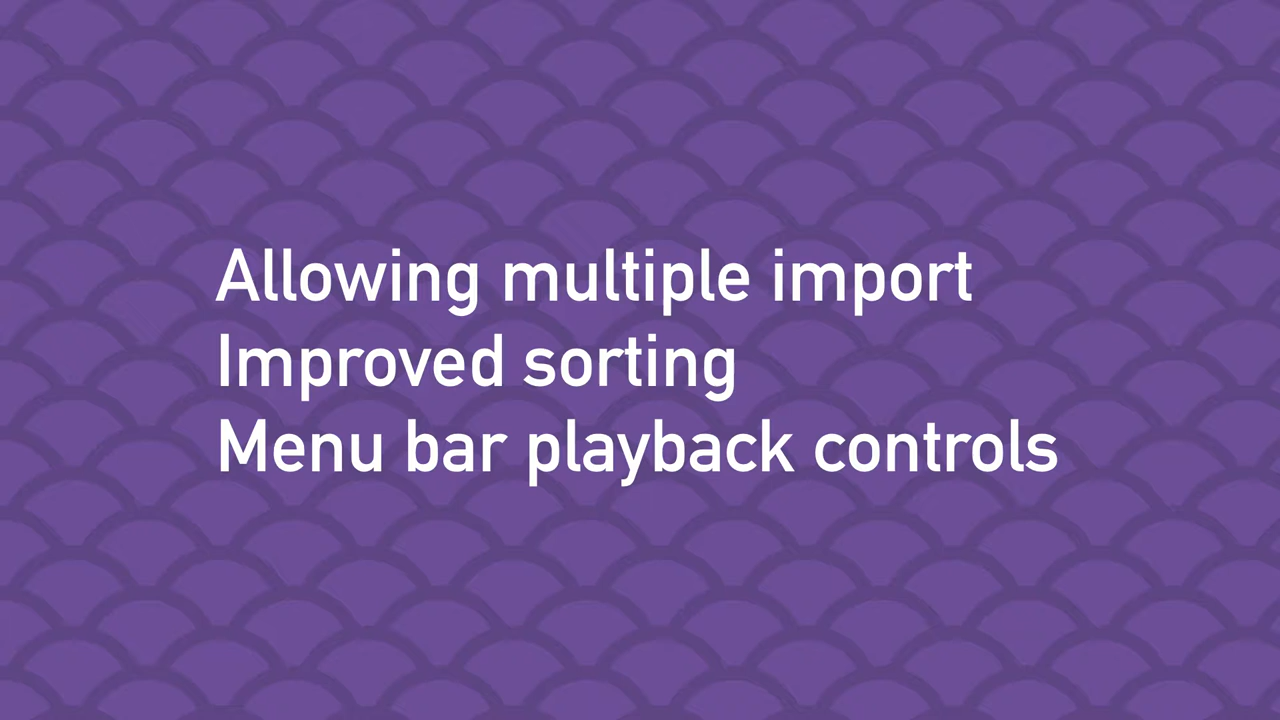 Allowing multiple import
Improved sorting
Menu bar playback controls